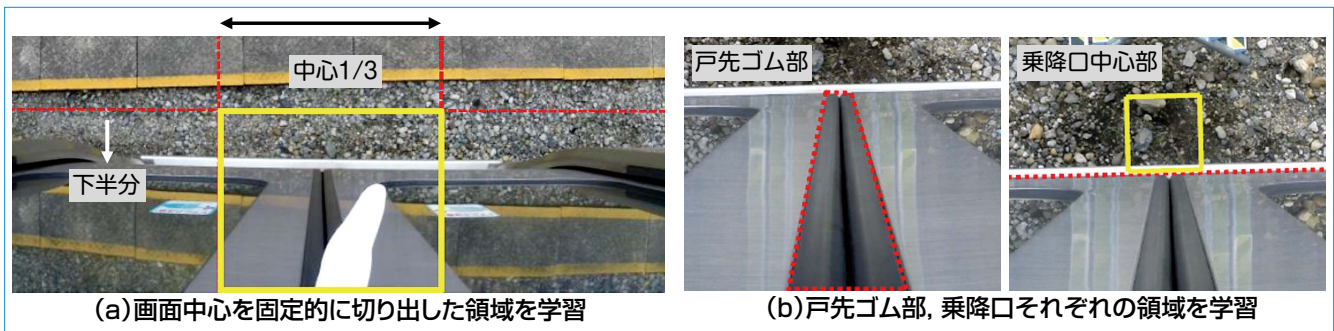 中心1/3
下半分
戸先ゴム部
乗降口中心部
(a)画面中心を固定的に切り出した領域を学習
(b)戸先ゴム部, 乗降口それぞれの領域を学習